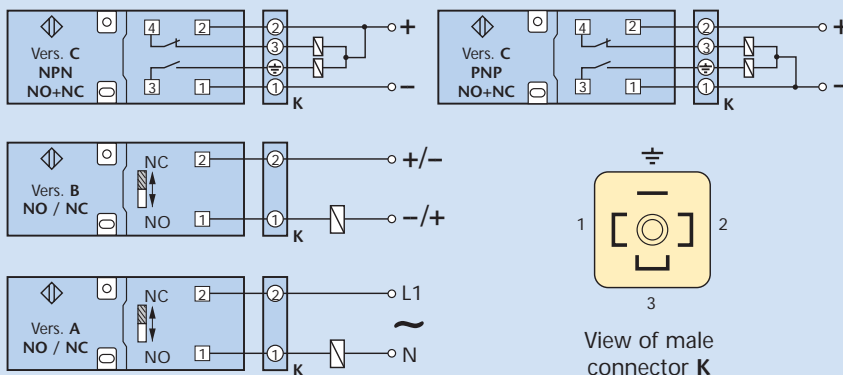 4 2 2 +
Vers. C 3
NPN
NO+NC 3 1 1 −
K
4 2 2 +
Vers. C 3
PNP
NO+NC 3 1 1 −
K
NC 2 2 +/−
Vers. B
NO / NC
NO 1 1 −/+
K
1 2
3
View of male
connector K
NC 2 2 L1
Vers. A ~
NO / NC
NO 1 1 N
K